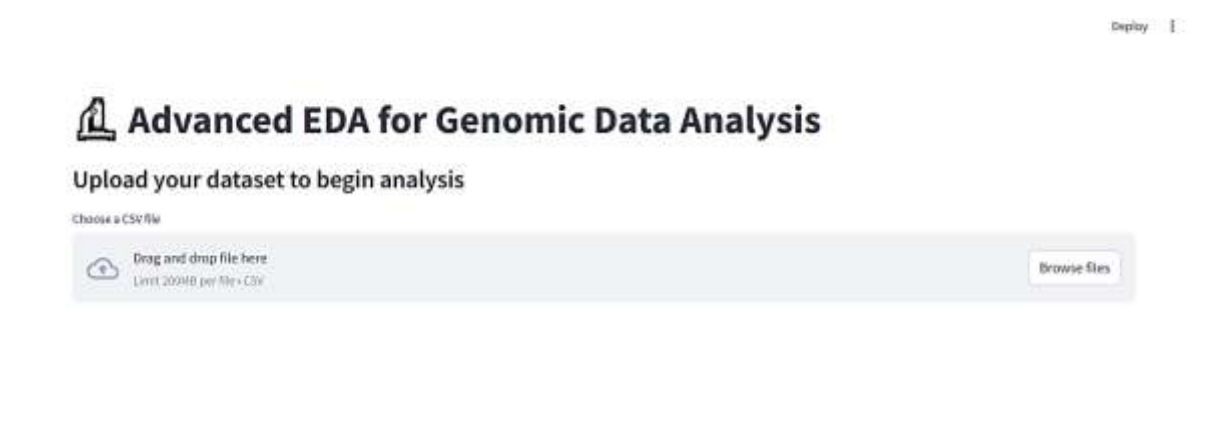 Deploy
Advanced EDA for Genomic Data Analysis
Upload your dataset to begin analysis
Choose a CSV file
Drag and drop file here
Limit 200MB per file • CSV
Browse files